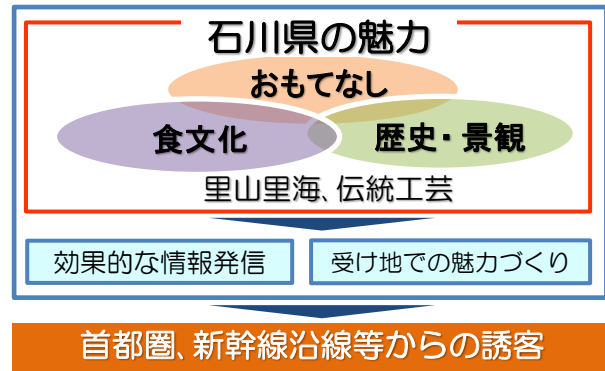 石川県の魅力
おもてなし
食文化
歴史・景観
里山里海、伝統工芸
効果的な情報発信
受け地での魅力づくり
首都圏、新幹線沿線等からの誘客